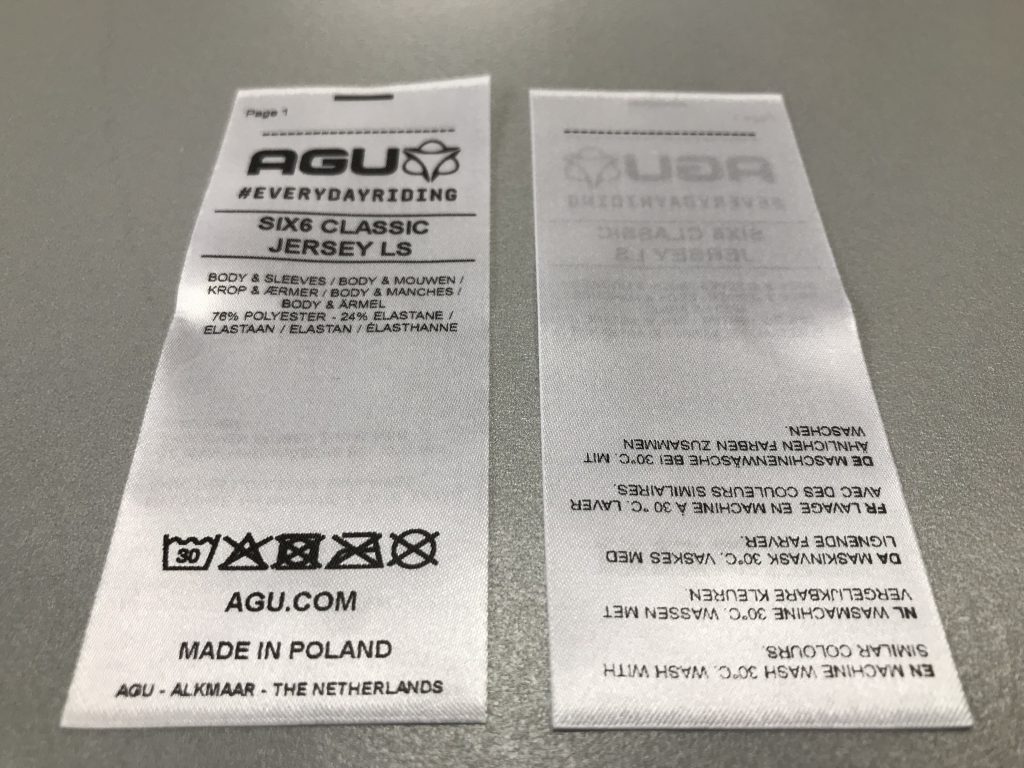 Page 1
AGU
#EVERYDAYRIDING
SIX6 CLASSIC
JERSEY LS
BODY & SLEEVES / BODY & MOUWEN /
KROP & ÆRMER / BODY & MANCHES /
BODY & ÄRMEL
76% POLYESTER - 24% ELASTANE /
ELASTAAN / ELASTAN / ÉLASTHANNE
30
AGU.COM
MADE IN POLAND
AGU - ALKMAAR - THE NETHERLANDS
EN MACHINE WASH 30°C. WASH WITH
SIMILAR COLOURS.
NL WASMACHINE 30°C. WASSEN MET
VERGELIJKBARE KLEUREN.
DA MASKINVASK 30°C. VASKES MED
LIGNENDE FARVER.
FR LAVAGE EN MACHINE À 30 °C. LAVER
AVEC DES COULEURS SIMILAIRES.
DE MASCHINENWÄSCHE BEI 30°C. MIT
ÄHNLICHEN FARBEN ZUSAMMEN
WASCHEN.